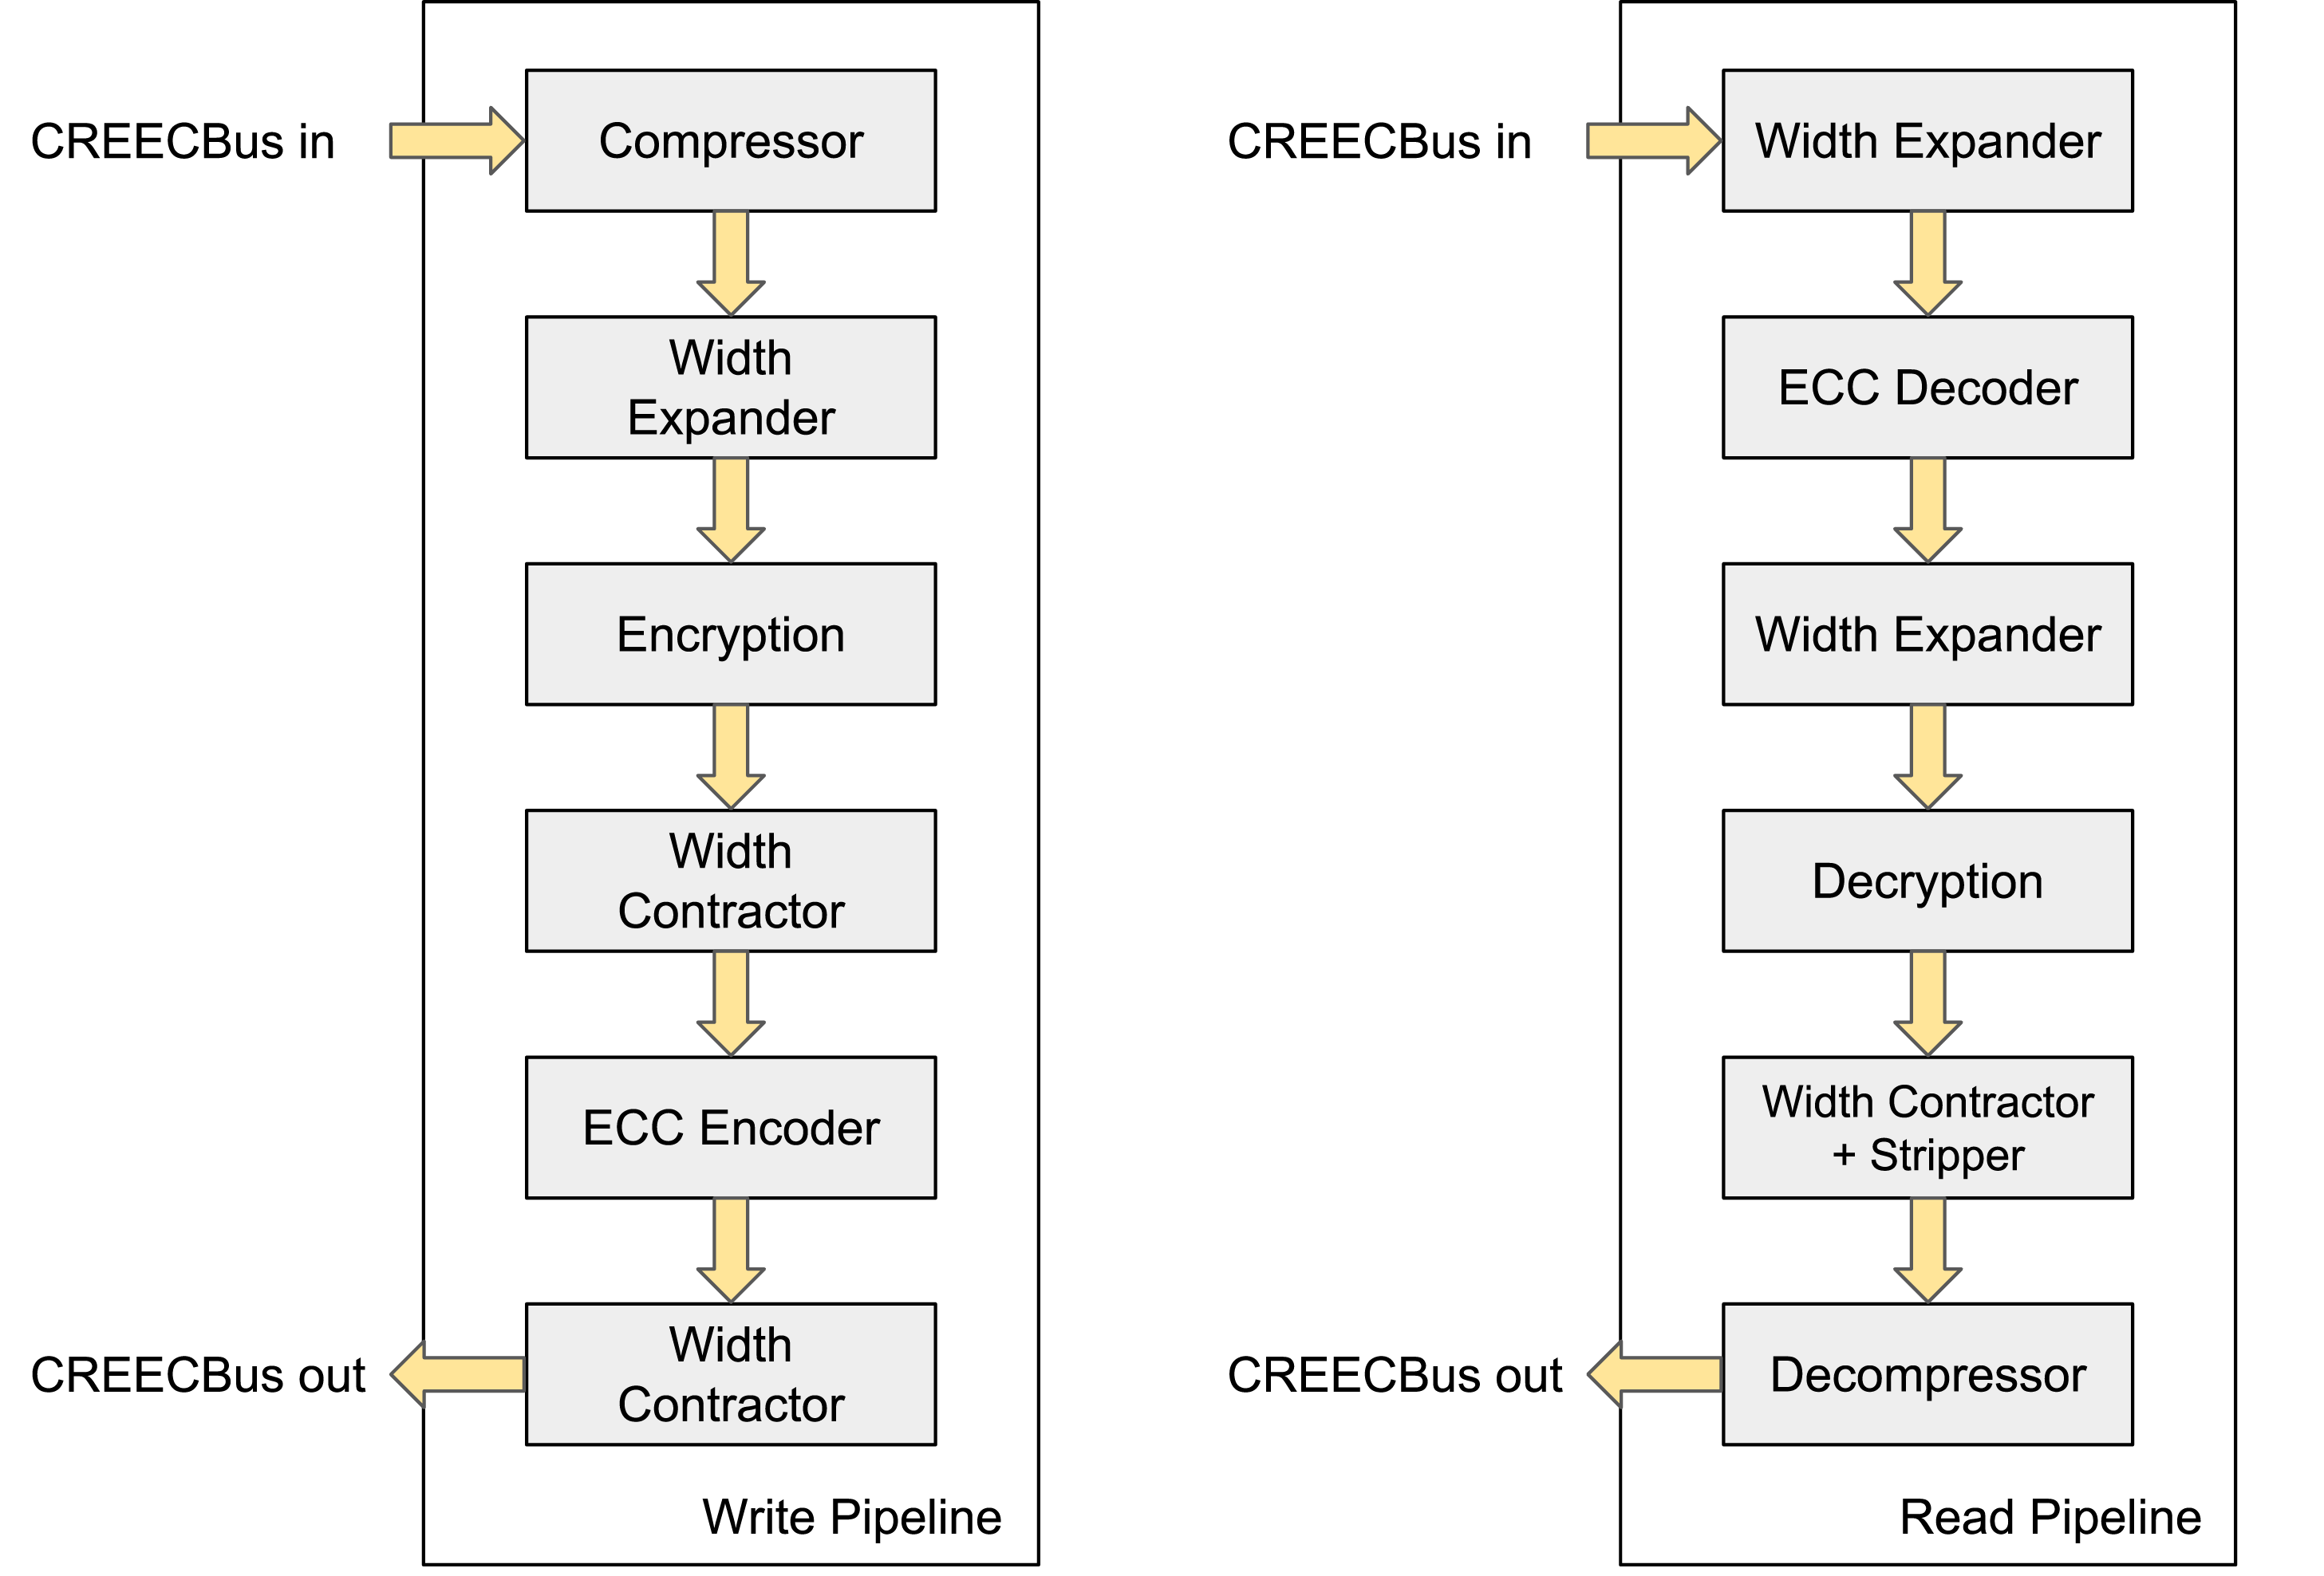 CREECBus in
Compressor
Width
Expander
Encryption
Width
Contractor
ECC Encoder
Width
Contractor
CREECBus out
Write Pipeline
CREECBus in
Width Expander
ECC Decoder
Width Expander
Decryption
Width Contractor
+ Stripper
Decompressor
CREECBus out
Read Pipeline